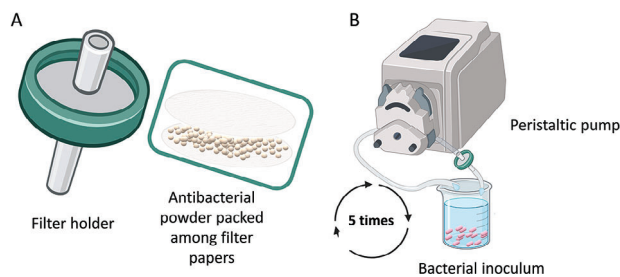 A
Filter holder
Antibacterial
powder packed
among filter
papers
B
Peristaltic pump
5 times
Bacterial inoculum